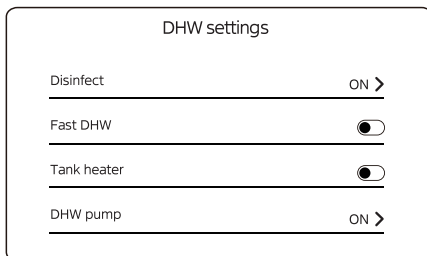 DHW settings
Disinfect ON
Fast DHW
Tank heater
DHW pump ON